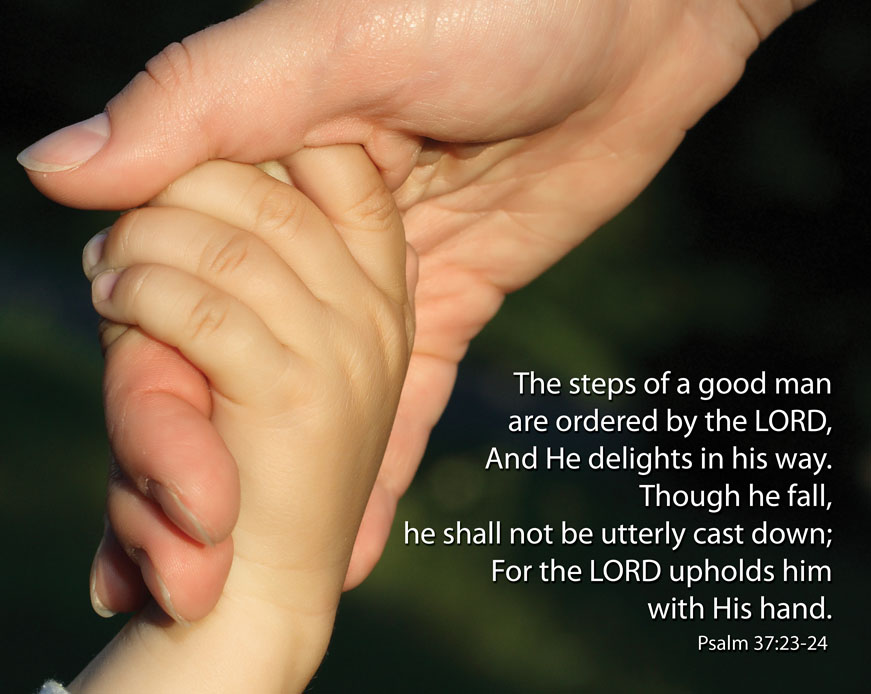 The steps of a good man
are ordered by the LORD,
And He delights in his way.
Though he fall,
he shall not be utterly cast down;
For the LORD upholds him
with His hand.
Psalm 37:23-24